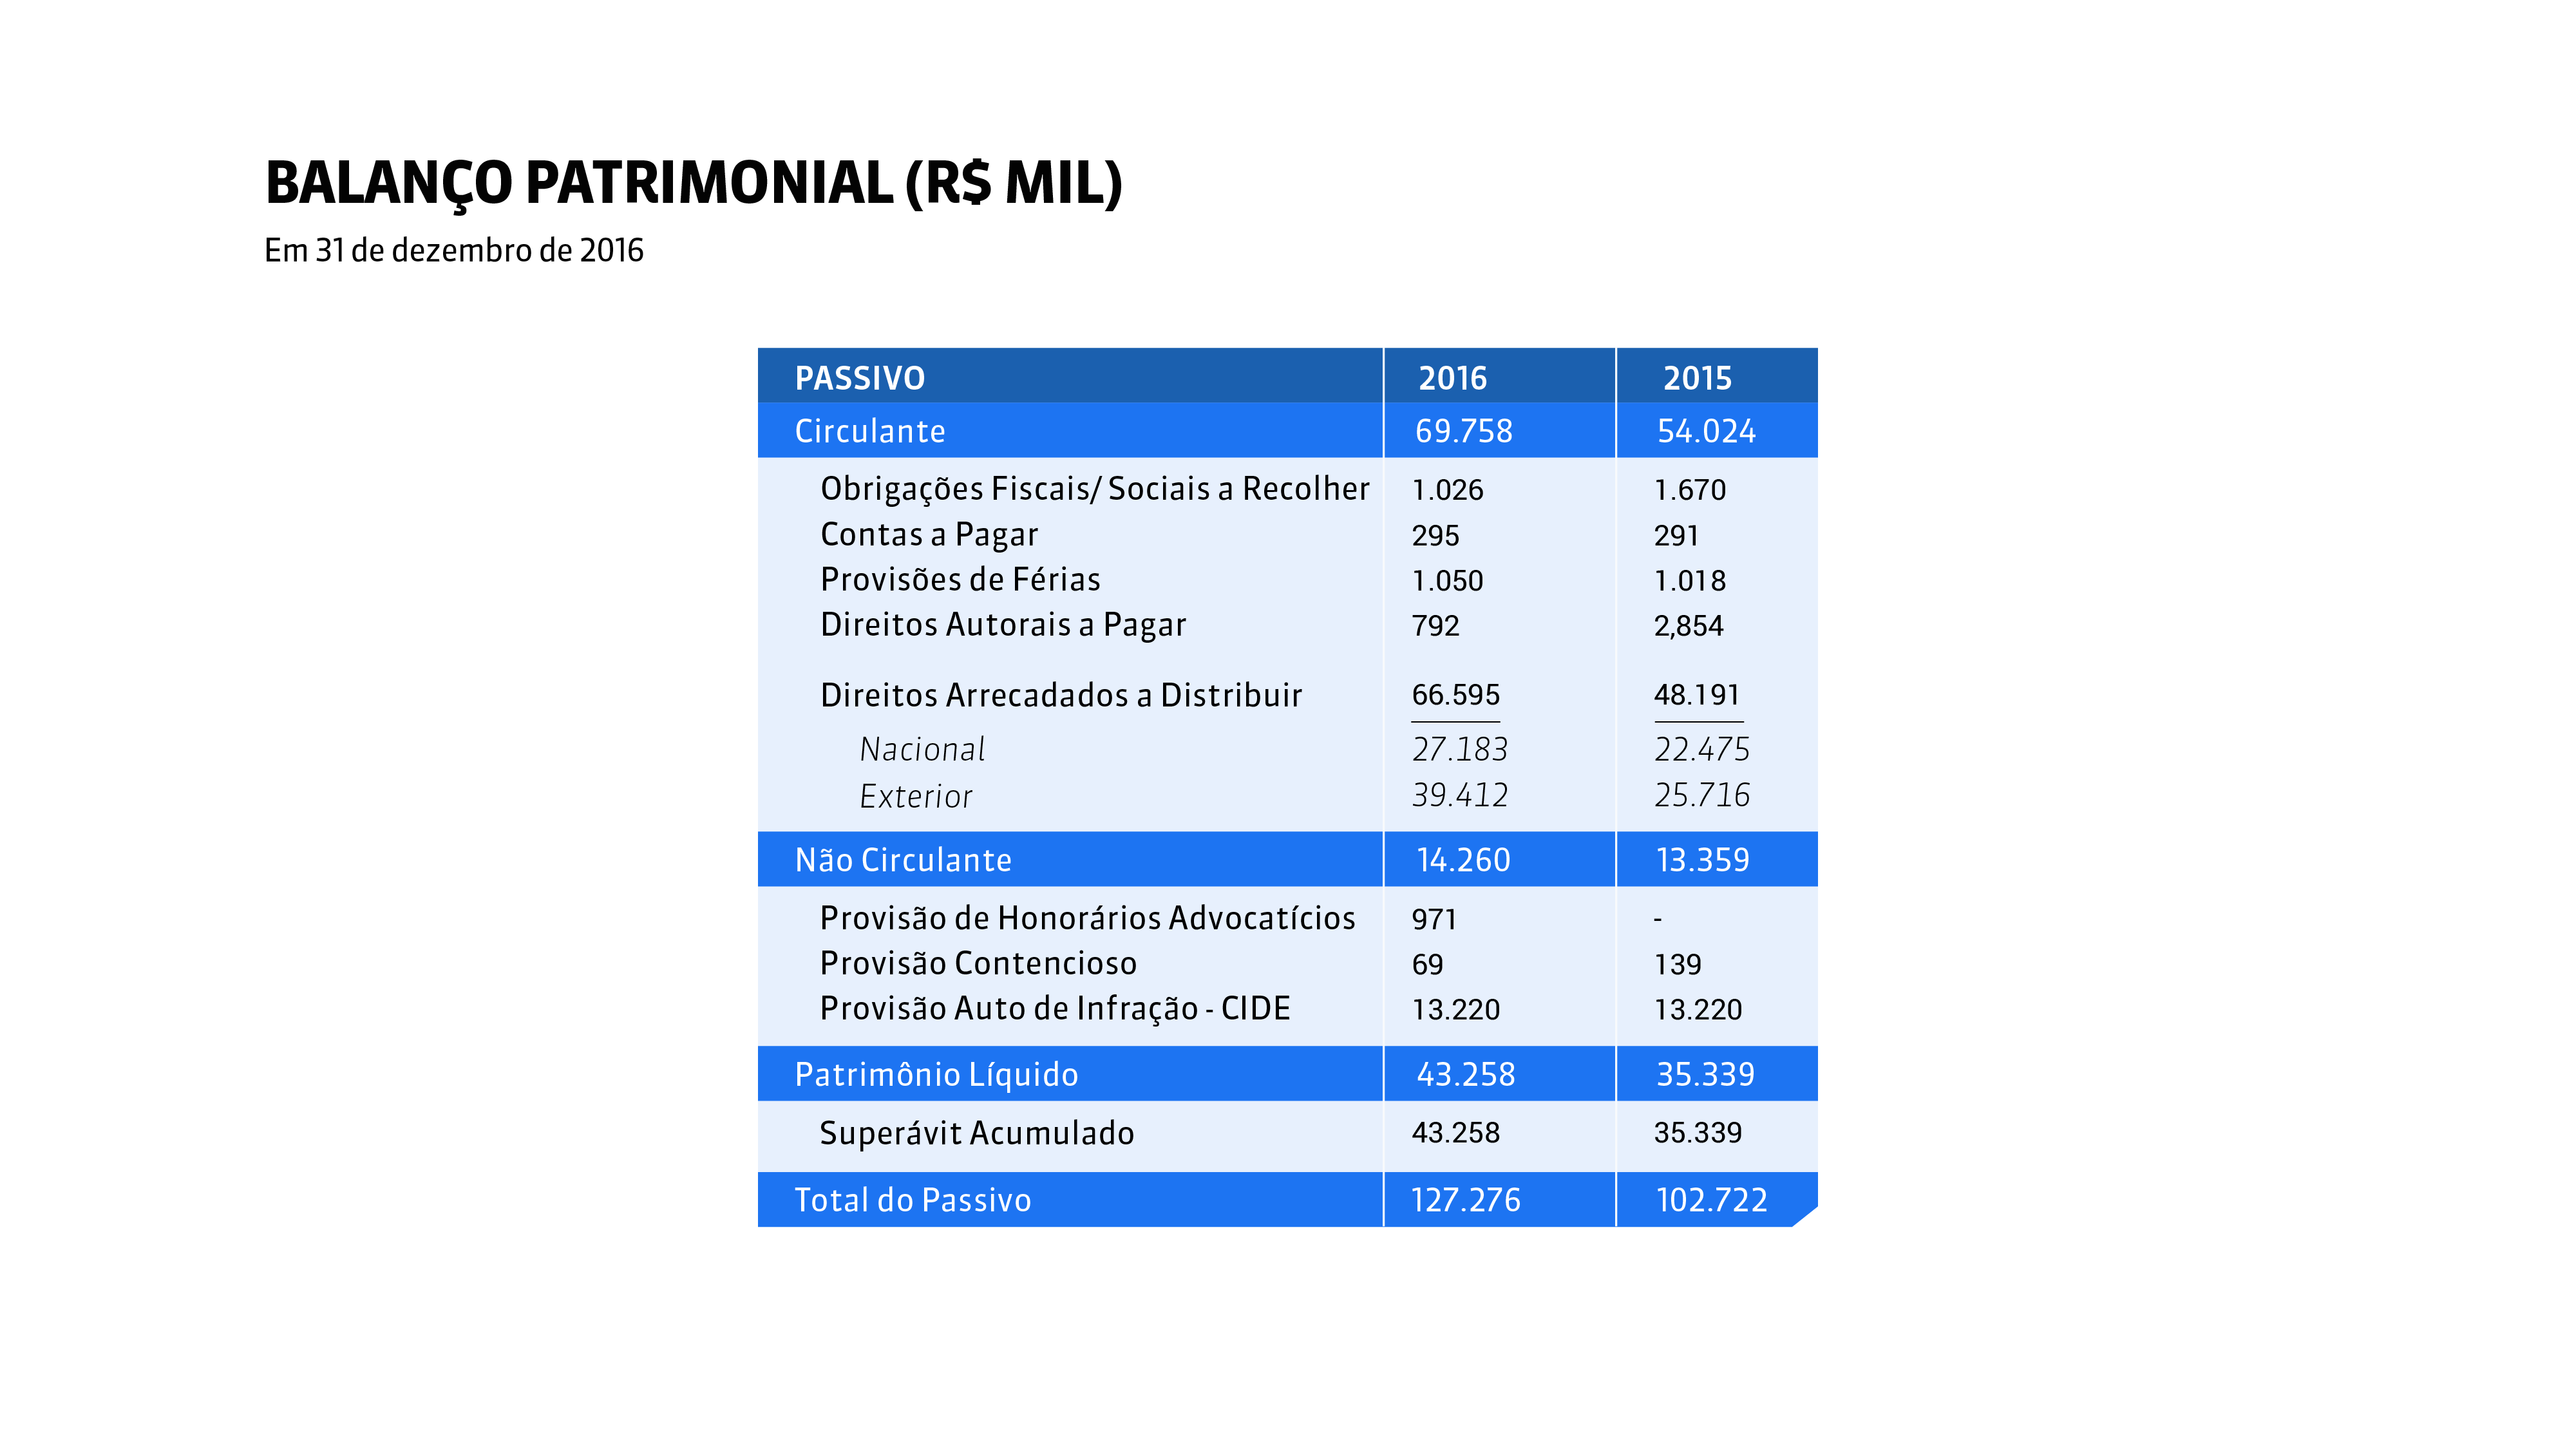 BALANÇO PATRIMONIAL (R$ MIL)
Em 31 de dezembro de 2016
PASSIVO 2016 2015
Circulante 69.758 54.024
Obrigações Fiscais/ Sociais a Recolher 1.026 1.670
Contas a Pagar 295 291
Provisões de Férias 1.050 1.018
Direitos Autorais a Pagar 792 2,854
Direitos Arrecadados a Distribuir 66.595 48.191
Nacional 27.183 22.475
Exterior 39.412 25.716
Não Circulante 14.260 13.359
Provisão de Honorários Advocatícios 971 -
Provisão Contencioso 69 139
Provisão Auto de Infração - CIDE 13.220 13.220
Patrimônio Líquido 43.258 35.339
Superávit Acumulado 43.258 35.339
Total do Passivo 127.276 102.722